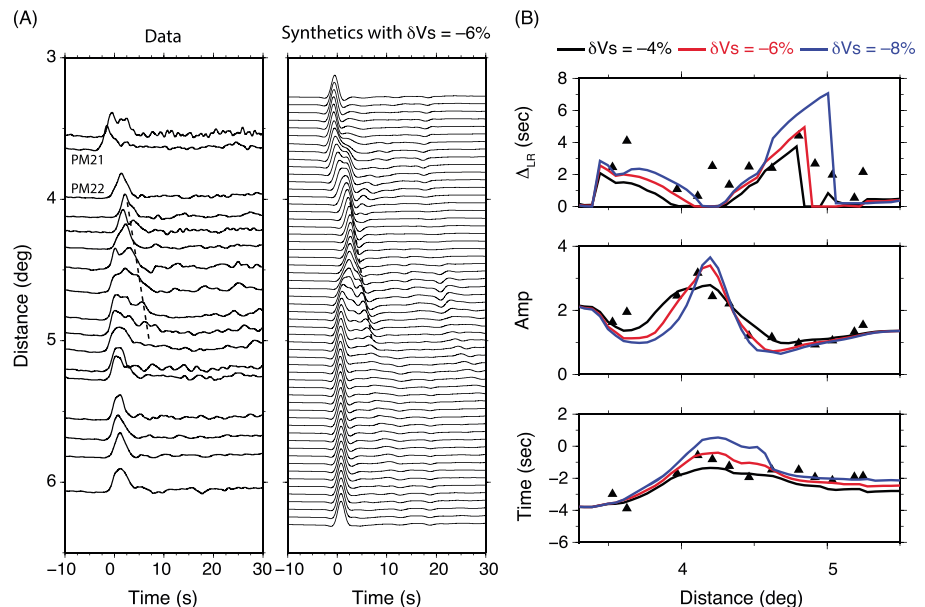 (A)
Data
Synthetics with δVs = –6%
3
4
5
6
Distance (deg)
PM21
PM22
−10 0 10 20 30
−10 0 10 20 30
Time (s)
Time (s)
(B)
δVs = –4% δVs = –6% δVs = –8%
8
6
4
2
0
ΔLR (sec)
4
2
0
Amp
2
0
−2
−4
−6
Time (sec)
4 5
Distance (deg)